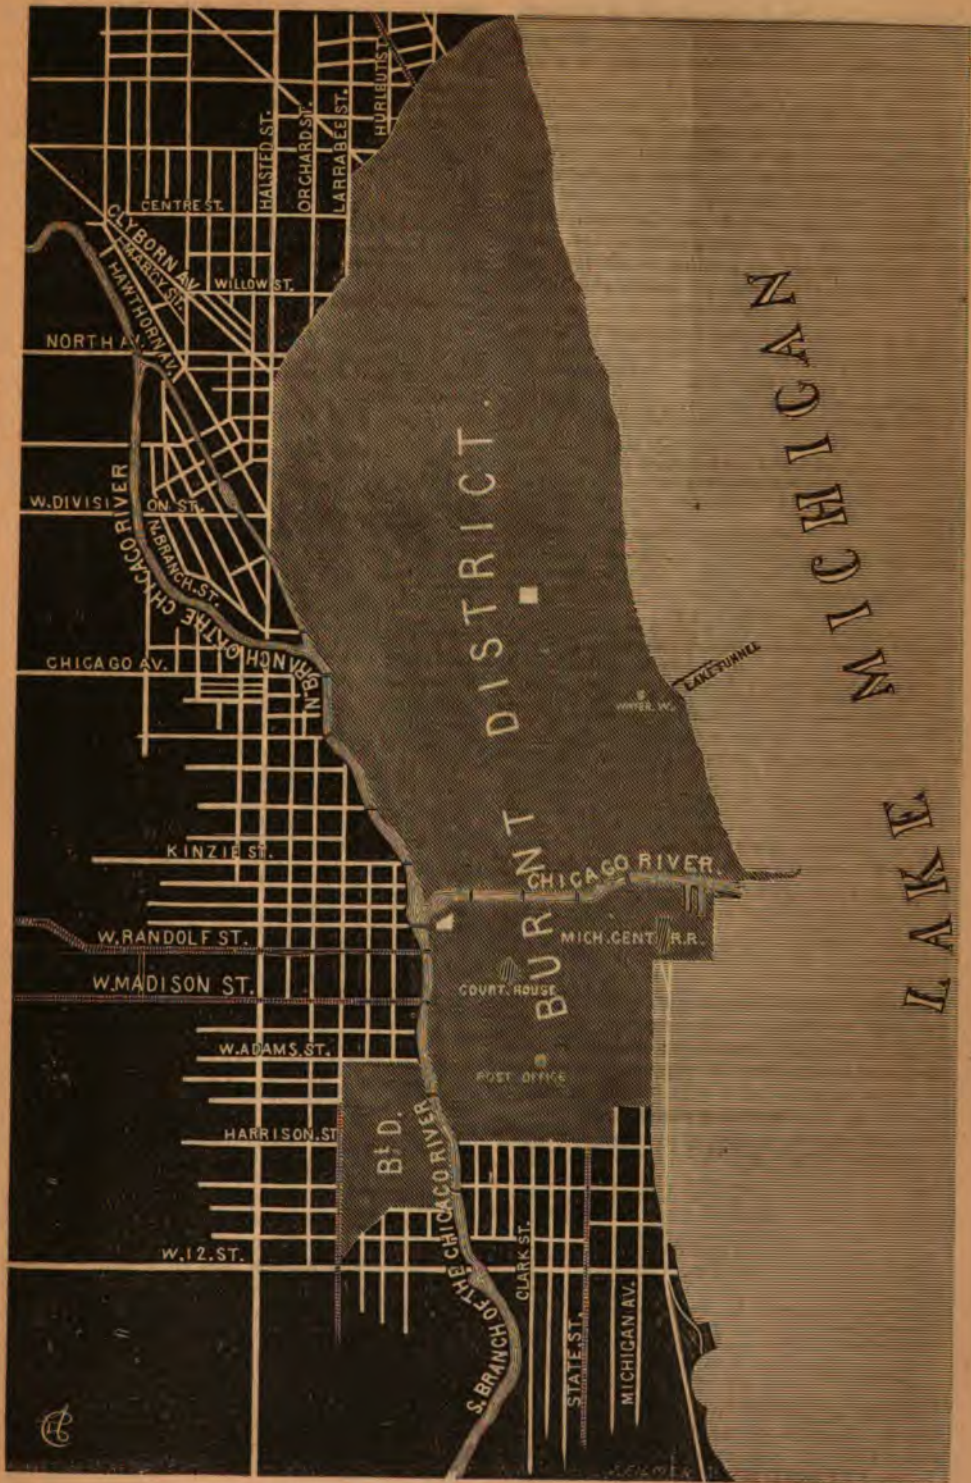 HURLBUT ST.
HALSTED ST.
ORCHARD ST.
LARRABEE ST.
CENTRE ST.
CLYBORN AV.
MARCY ST.
HAWTHORN AV.
WILLOW ST.
NORTH AV.
W. DIVISION ST.
N. BRANCH ST.
N. BRANCH OF THE CHICAGO RIVER
CHICAGO AV.
LAKE MICHIGAN
LAKE TUNNEL
WATER W.
BURNT DISTRICT.
KINZIE ST.
CHICAGO RIVER.
W. RANDOLF ST.
MICH. CENT. R.R.
W. MADISON ST.
COURT. HOUSE
W. ADAMS. ST.
POST OFFICE
HARRISON. ST
Bt D.
S. BRANCH OF THE CHICAGO RIVER
W. 12. ST.
CLARK ST.
STATE ST.
MICHIGAN AV.